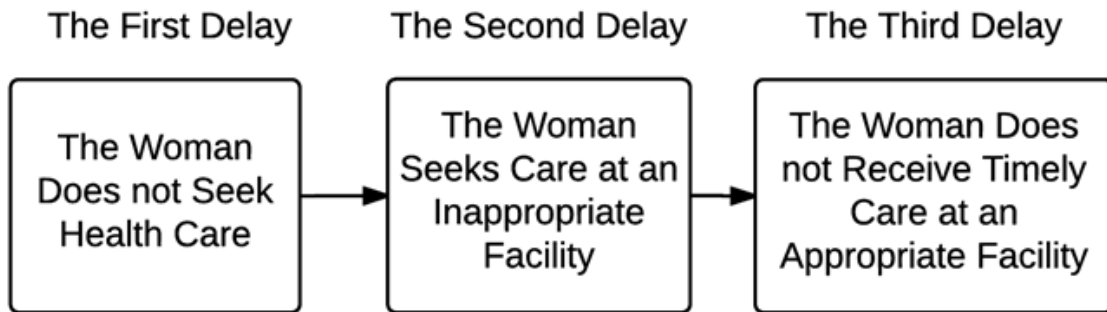 The First Delay
The Second Delay
The Third Delay
The Woman
Does not Seek
Health Care
The Woman
Seeks Care at an
Inappropriate
Facility
The Woman Does
not Receive Timely
Care at an
Appropriate Facility